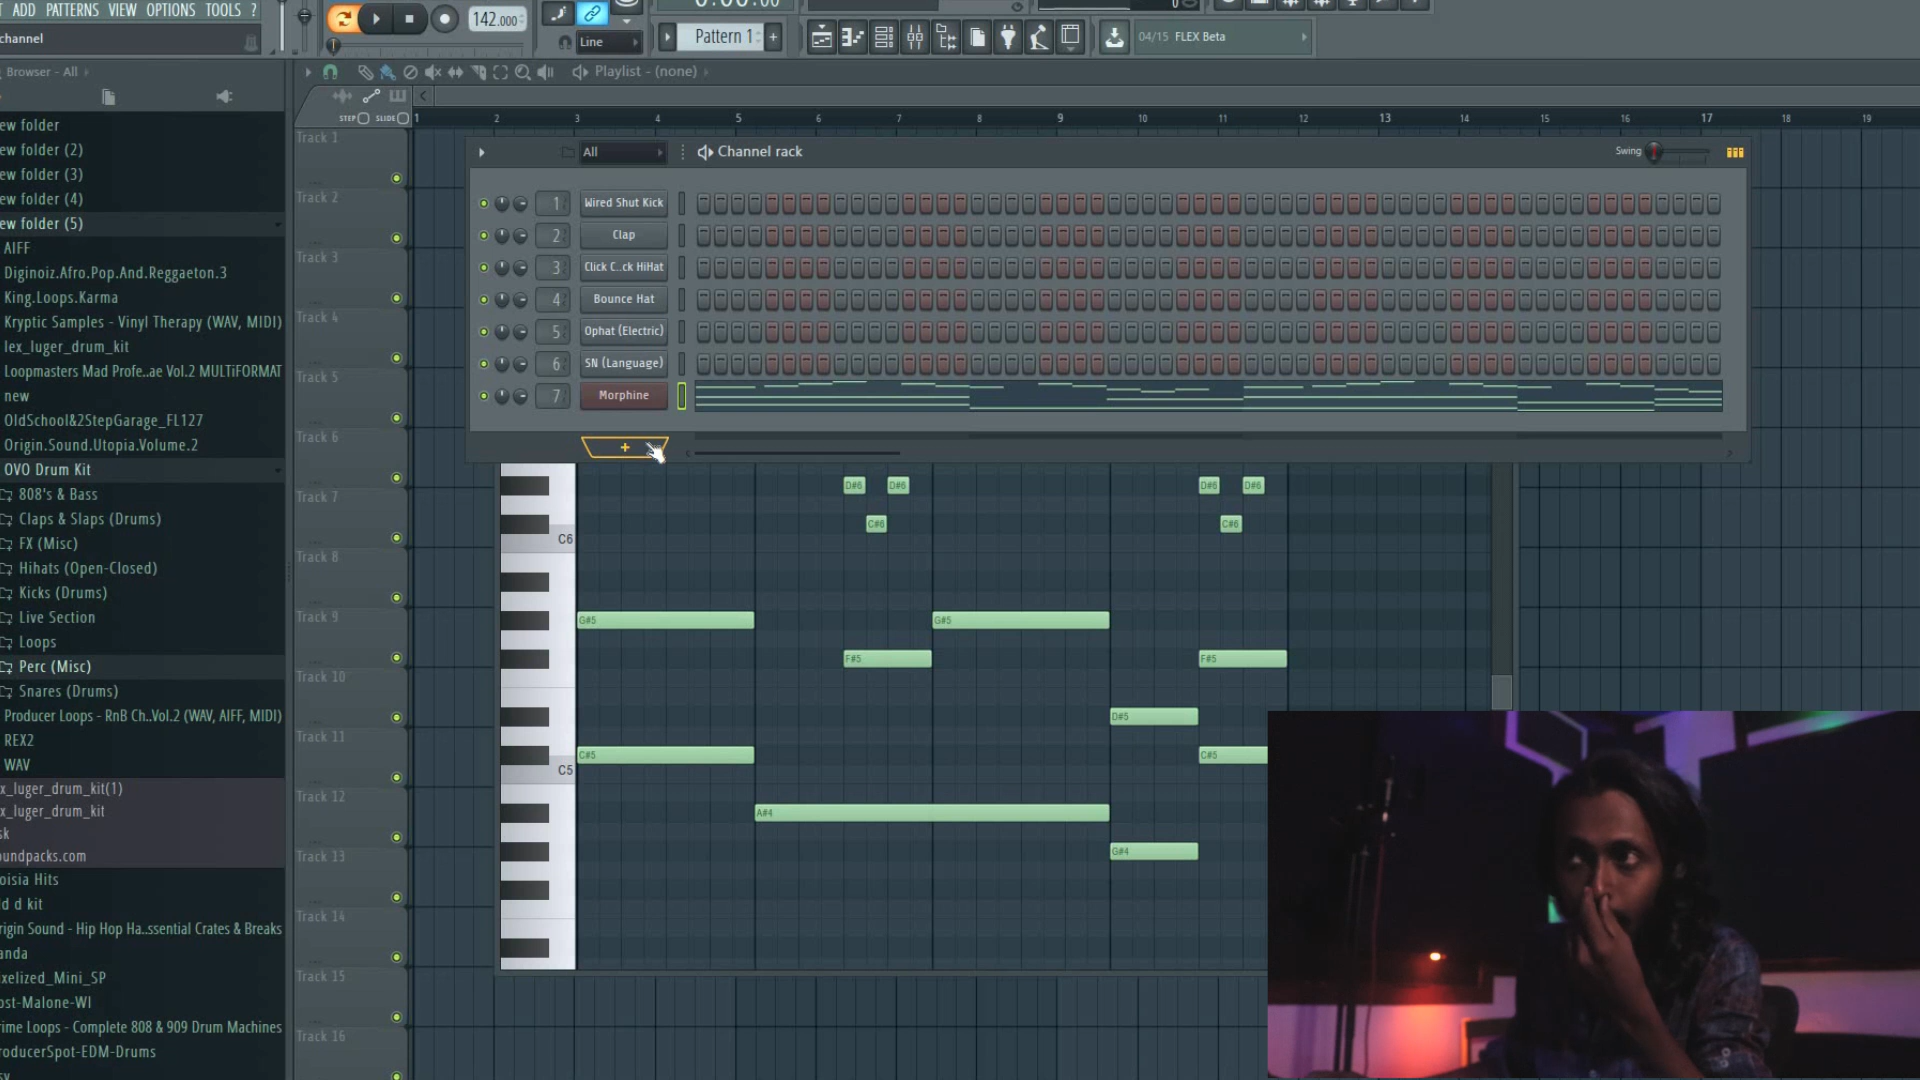 ADD PATTERNS VIEW OPTIONS TOOLS ?
channel
142.000
Line
Pattern 1
04/15 FLEX Beta
Browser - All
Playlist - (none)
STEP SLIDE
1 2 3 4 5 6 7 8 9 10 11 12 13 14 15 16 17 18 19
ew folder
ew folder (2)
ew folder (3)
ew folder (4)
ew folder (5)
AIFF
Diginoiz.Afro.Pop.And.Reggaeton.3
King.Loops.Karma
Kryptic Samples - Vinyl Therapy (WAV, MIDI)
lex_luger_drum_kit
Loopmasters Mad Profe..ae Vol.2 MULTiFORMAT
new
OldSchool&2StepGarage_FL127
Origin.Sound.Utopia.Volume.2
OVO Drum Kit
808's & Bass
Claps & Slaps (Drums)
FX (Misc)
Hihats (Open-Closed)
Kicks (Drums)
Live Section
Loops
Perc (Misc)
Snares (Drums)
Producer Loops - RnB Ch..Vol.2 (WAV, AIFF, MIDI)
REX2
WAV
x_luger_drum_kit(1)
x_luger_drum_kit
sk
oundpacks.com
oisia Hits
ld d kit
rigin Sound - Hip Hop Ha..ssential Crates & Breaks
anda
ixelized_Mini_SP
ost-Malone-WI
rime Loops - Complete 808 & 909 Drum Machines
roducerSpot-EDM-Drums
Track 1
Track 2
Track 3
Track 4
Track 5
Track 6
Track 7
Track 8
Track 9
Track 10
Track 11
Track 12
Track 13
Track 14
Track 15
Track 16
All
Channel rack
Swing
1 Wired Shut Kick
2 Clap
3 Click C..ck HiHat
4 Bounce Hat
5 Ophat (Electric)
6 SN (Language)
7 Morphine
+
D#6 D#6 D#6 D#6
C#6 C#6
C6
G#5 G#5
F#5 F#5
D#5
C#5 C#5
C5
A#4
G#4